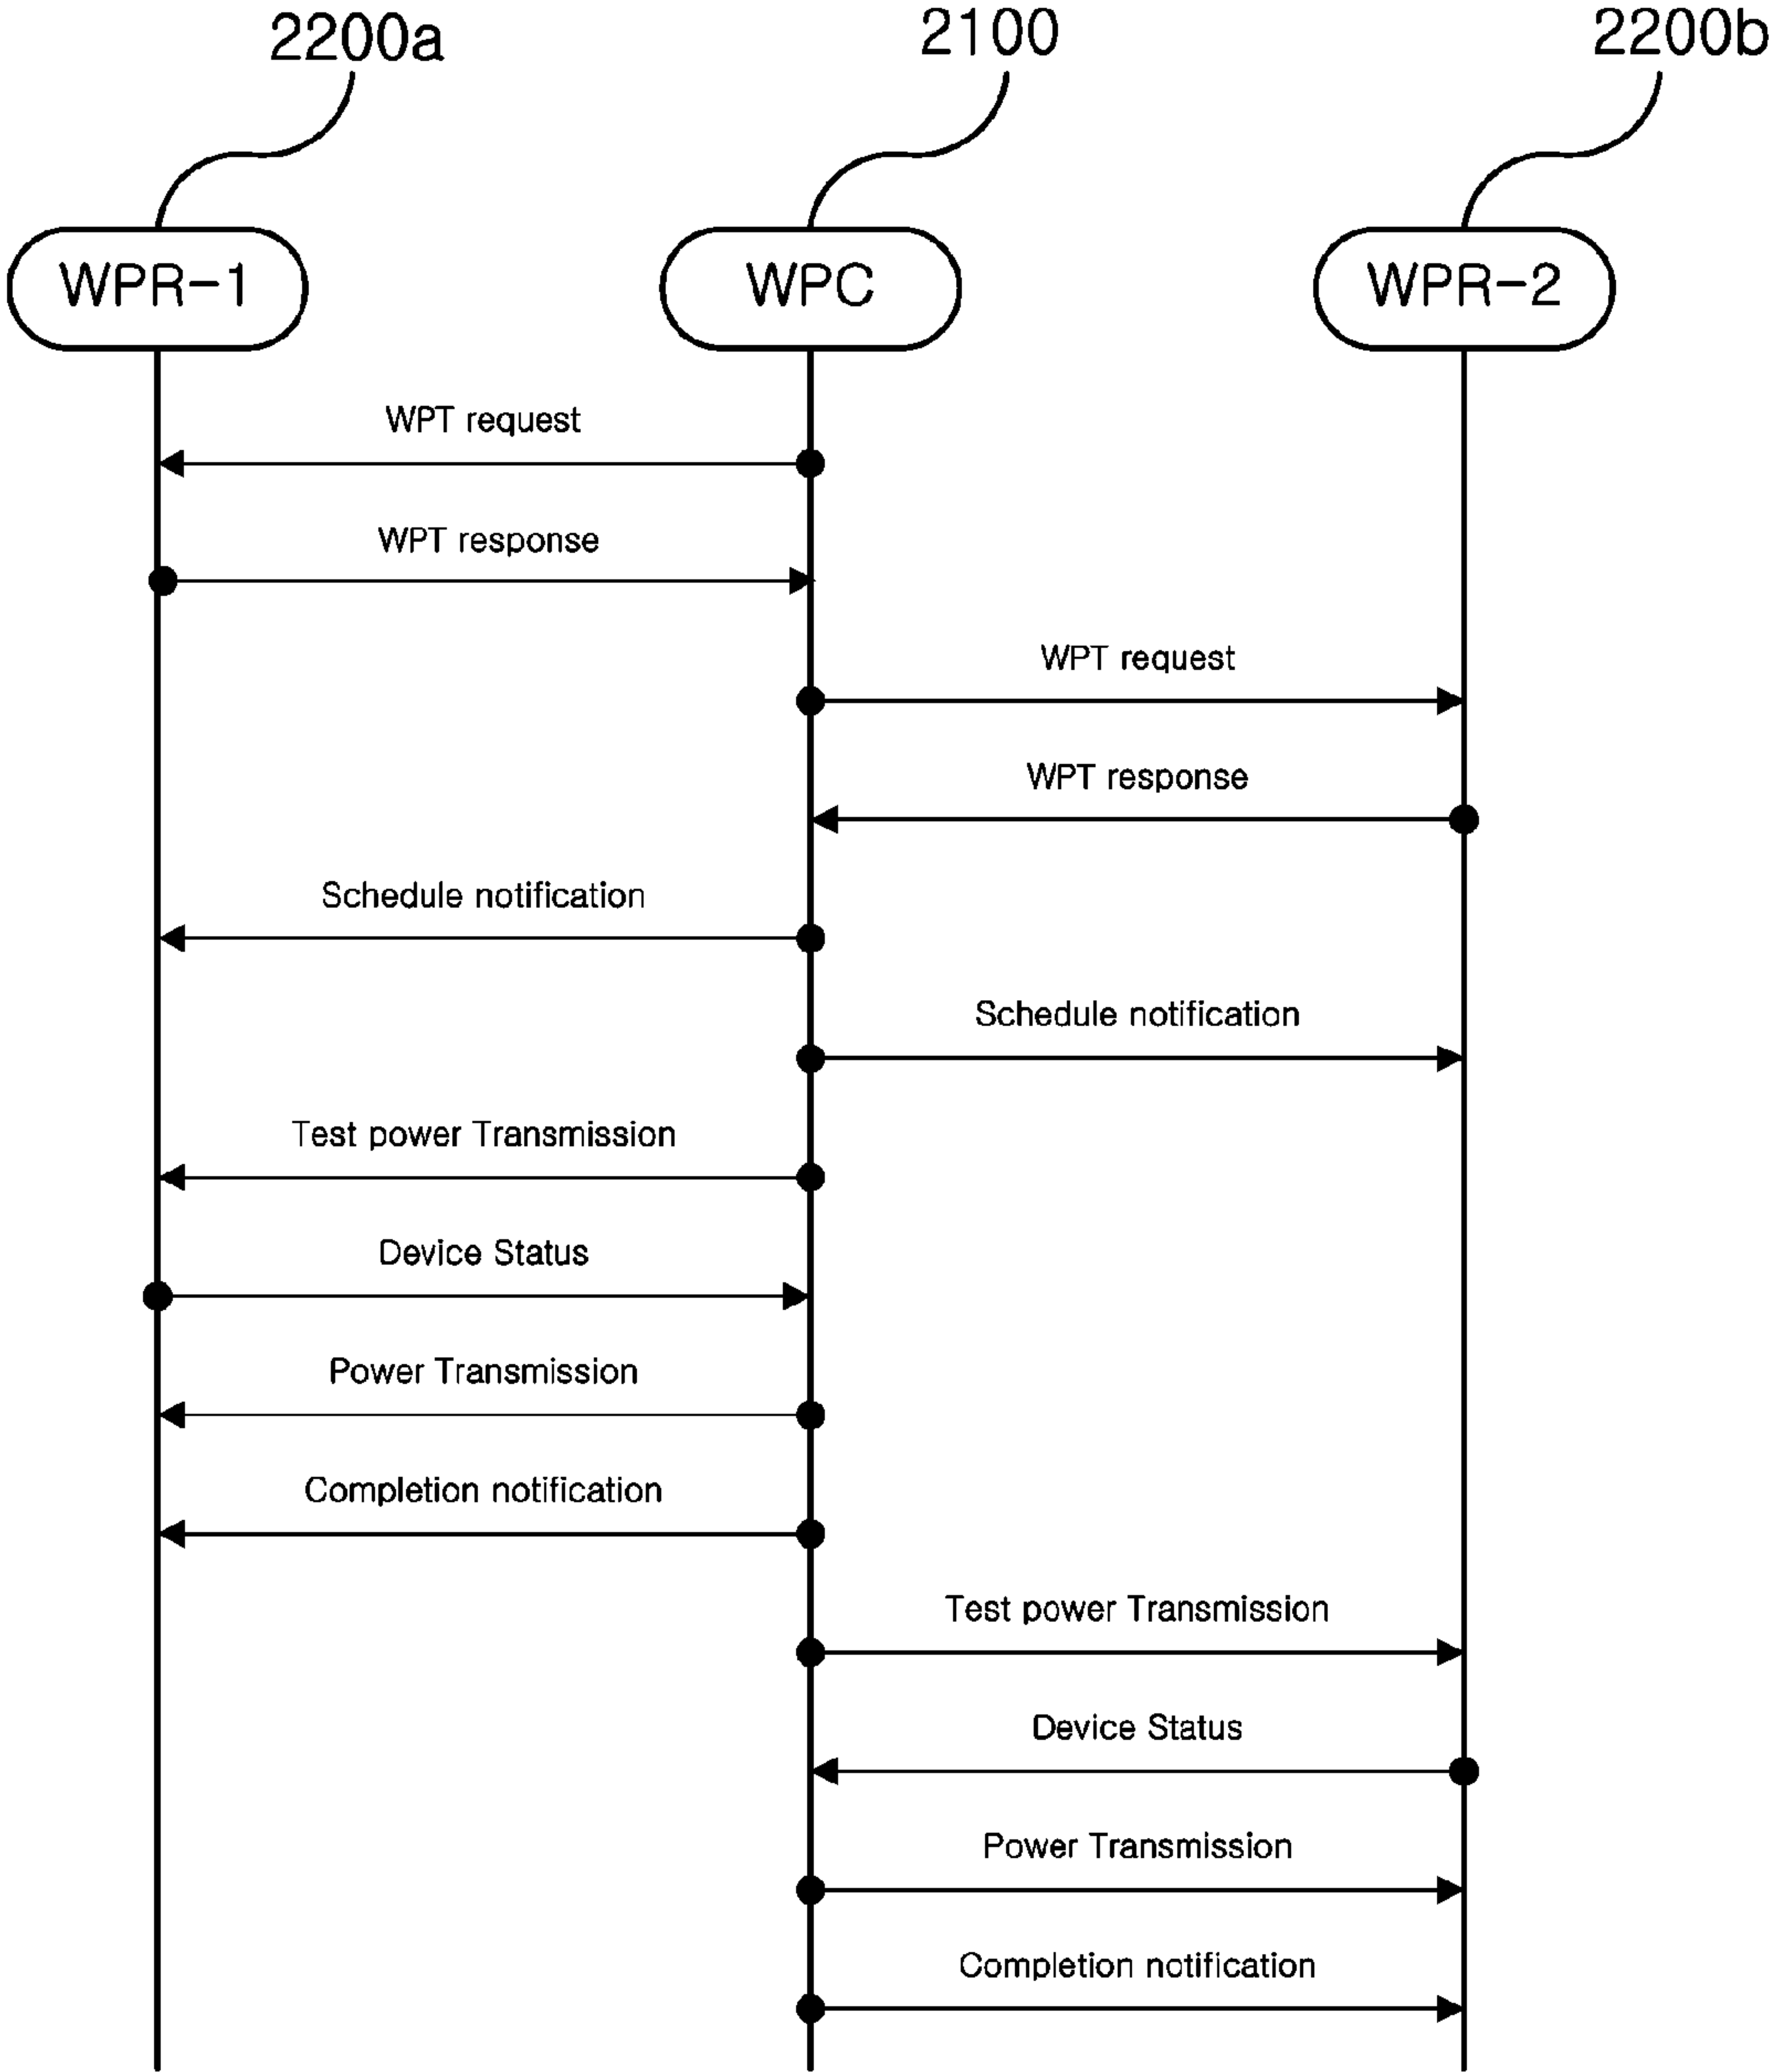 2200a
2100
2200b
WPR-1
WPC
WPR-2
WPT request
WPT response
WPT request
WPT response
Schedule notification
Schedule notification
Test power Transmission
Device Status
Power Transmission
Completion notification
Test power Transmission
Device Status
Power Transmission
Completion notification